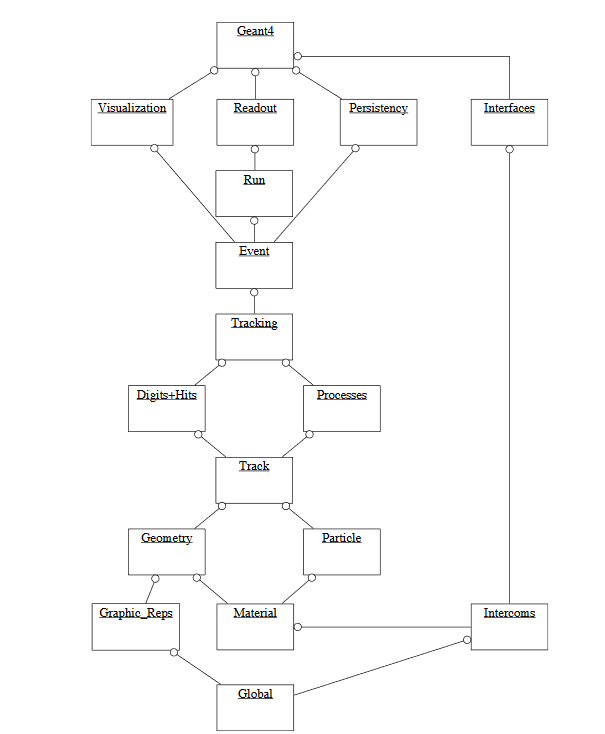 Geant4
Visualization
Readout
Persistency
Interfaces
Run
Event
Tracking
Digits+Hits
Processes
Track
Geometry
Particle
Graphic_Reps
Material
Intercoms
Global